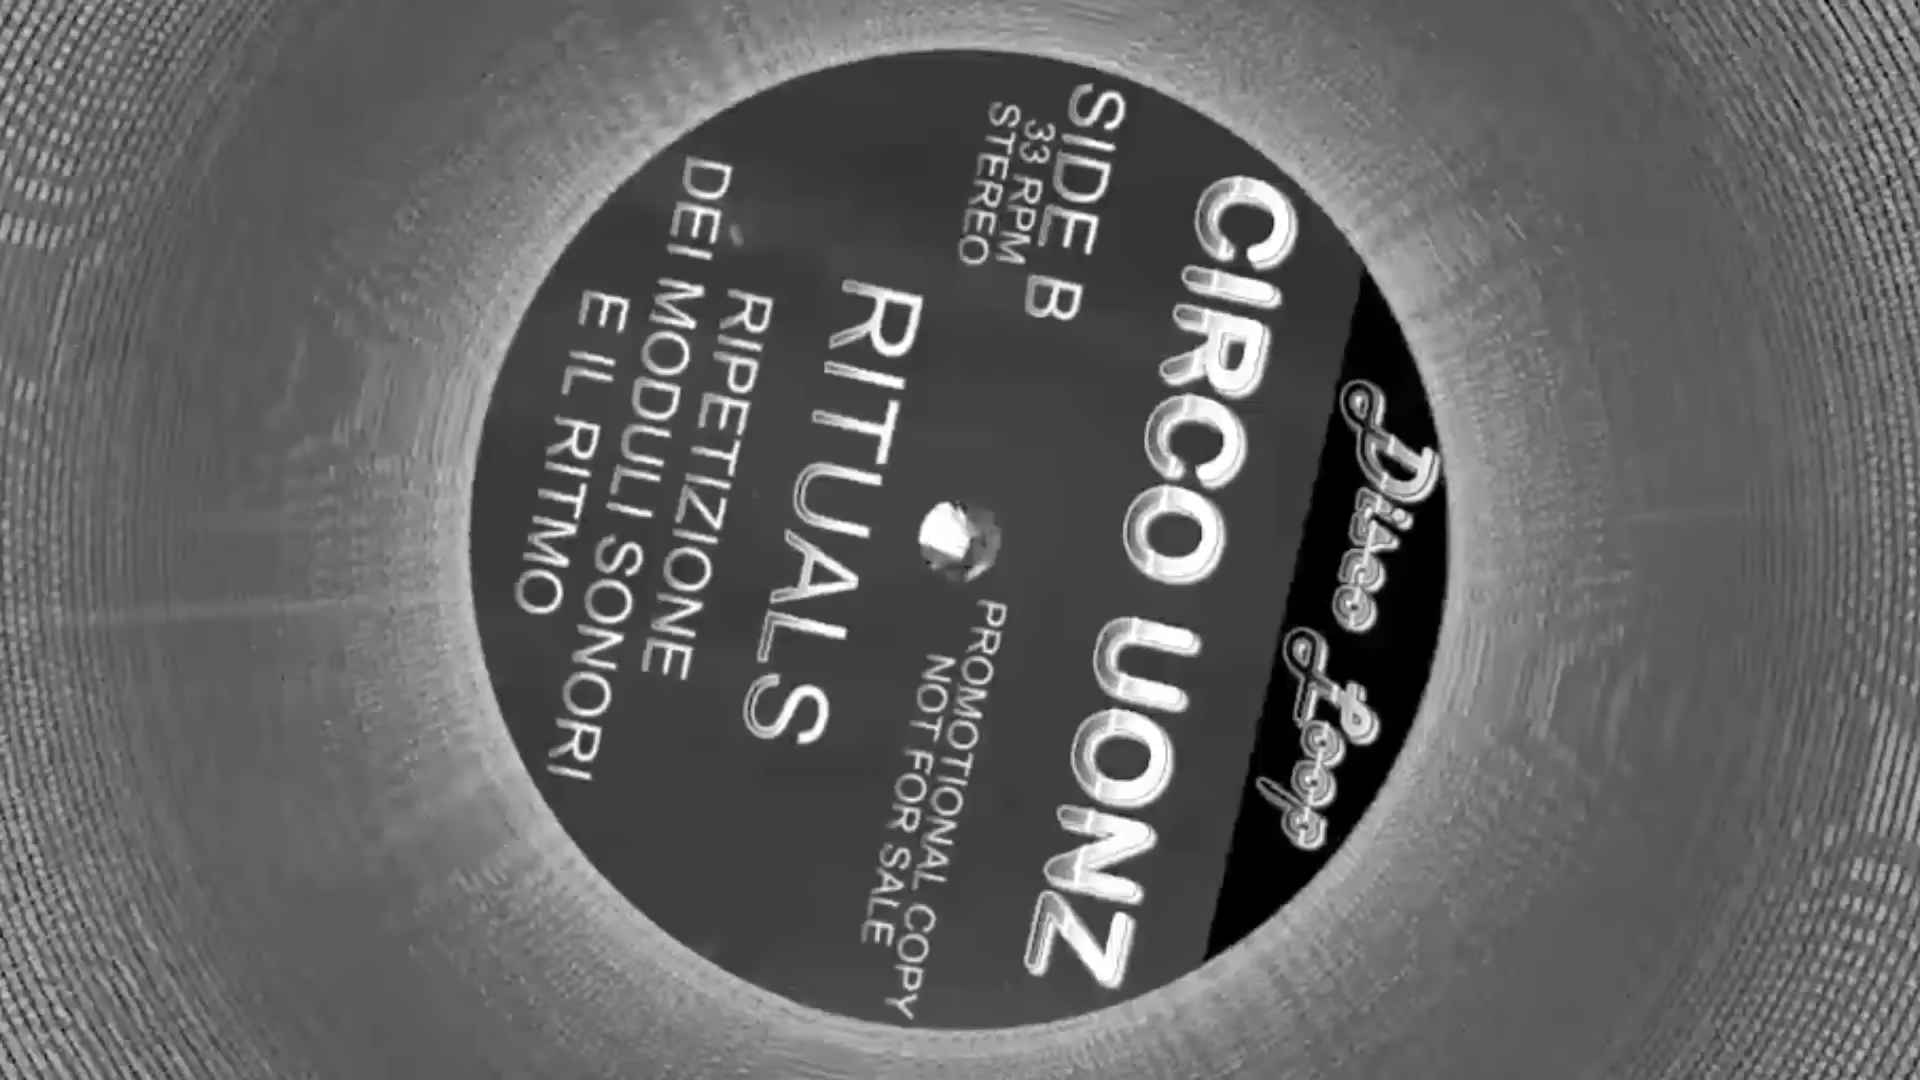 Disco Loop
CIRCO UONZ
SIDE B
33 RPM
STEREO
PROMOTIONAL COPY
NOT FOR SALE
RITUALS
RIPETIZIONE
DEI MODULI SONORI
E IL RITMO